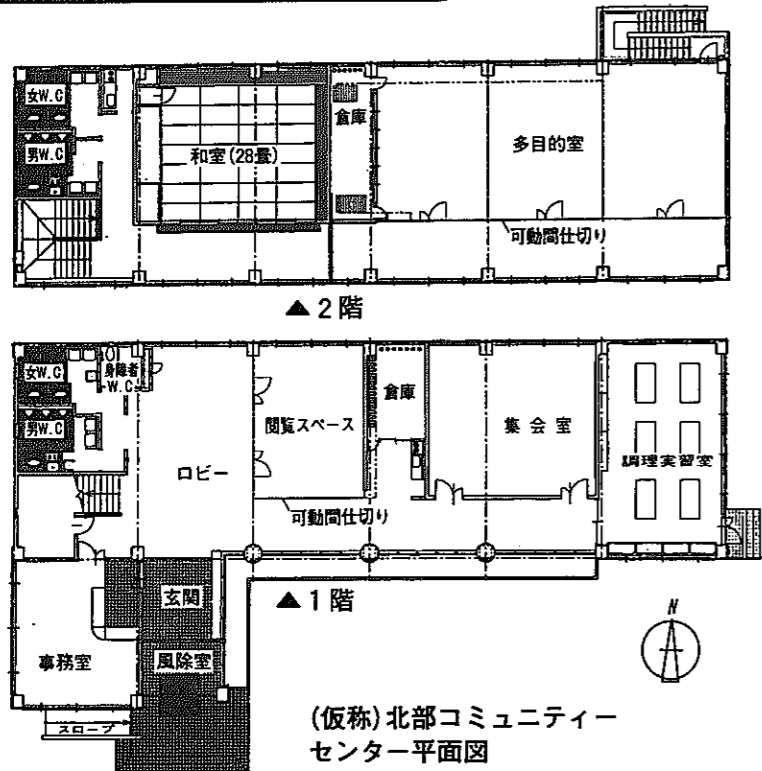 女W.C
男W.C
和室(28畳)
倉庫
多目的室
可動間仕切り
▲2階
女W.C
身障者
W.C
男W.C
ロビー
閲覧スペース
倉庫
集会室
調理実習室
可動間仕切り
玄関
▲1階
事務室
風除室
スロープ
N
(仮称)北部コミュニティー
センター平面図